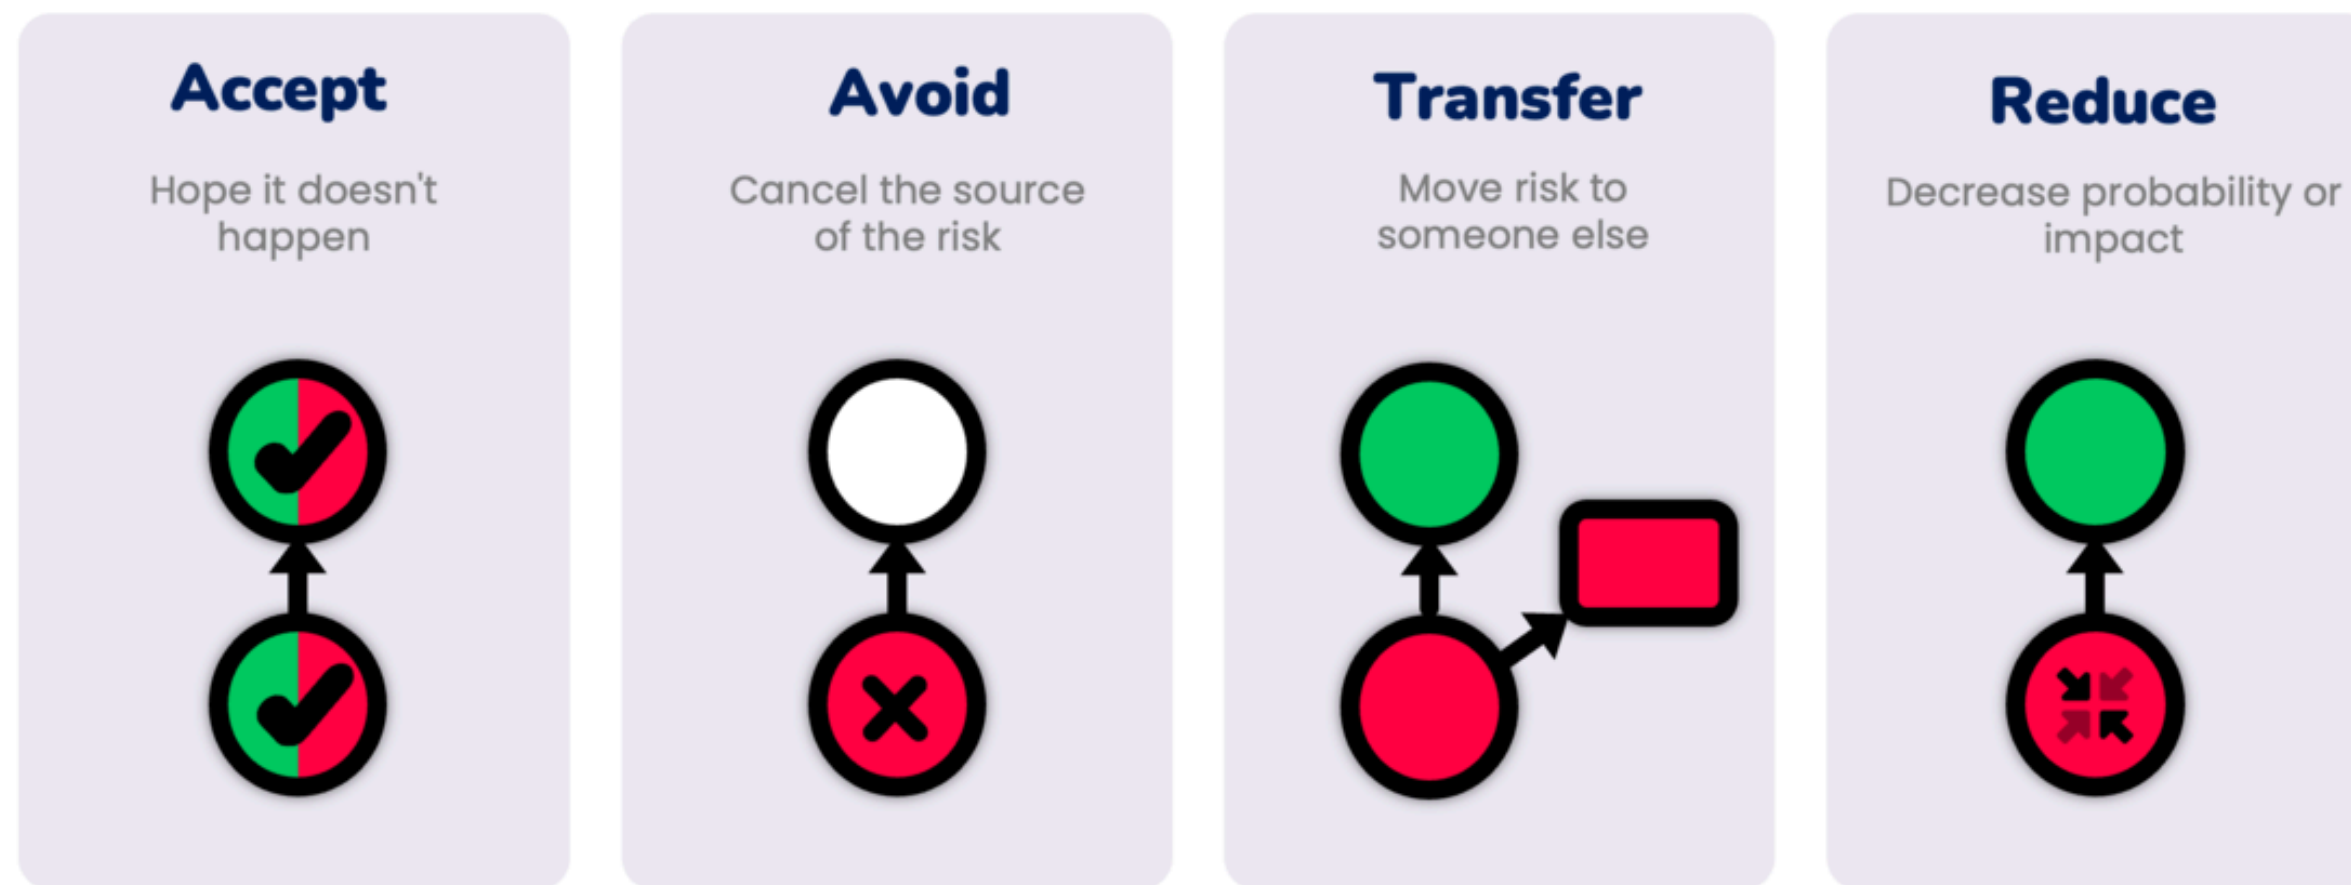 Accept
Hope it doesn't
happen
Avoid
Cancel the source
of the risk
Transfer
Move risk to
someone else
Reduce
Decrease probability or
impact